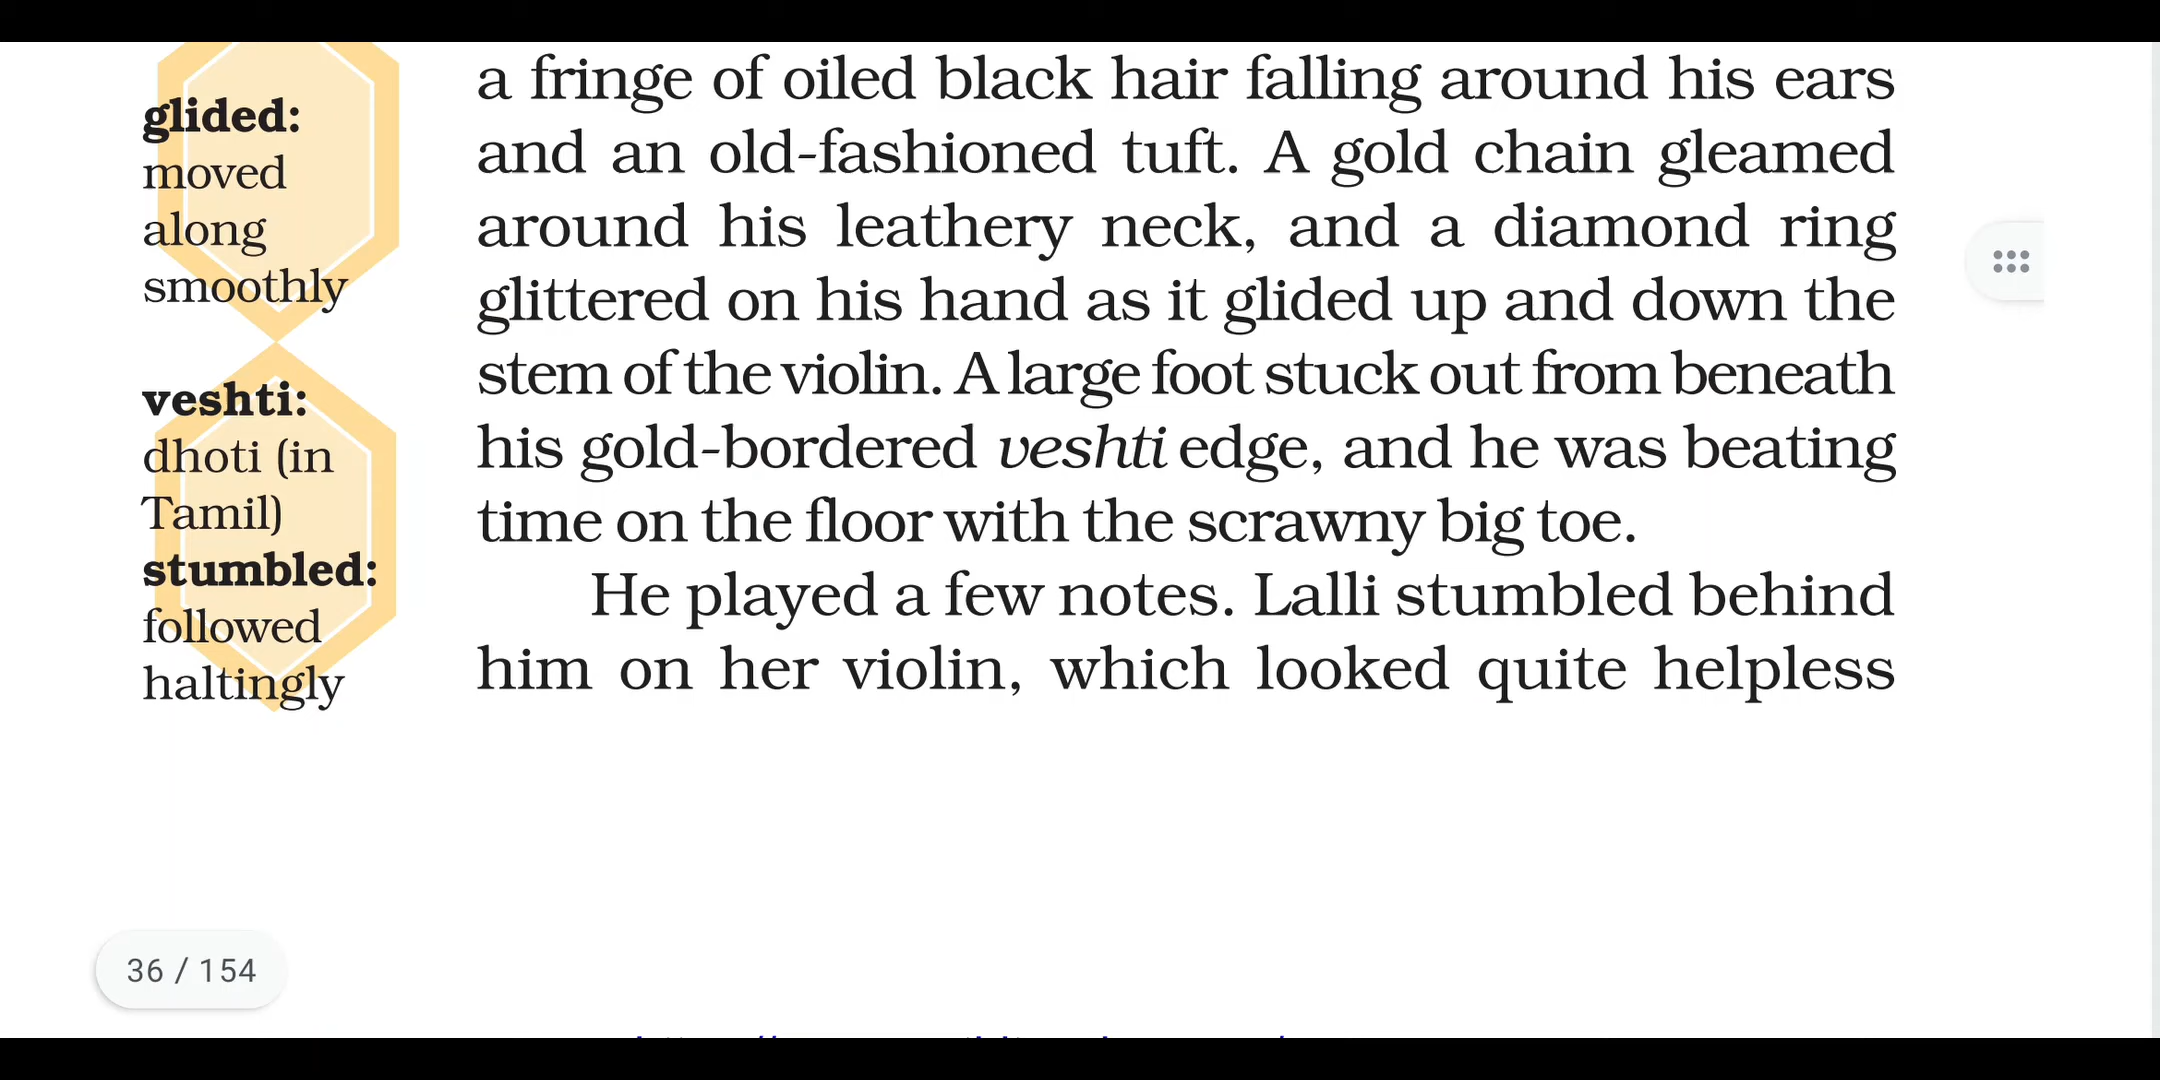 glided:
moved
along
smoothly
veshti:
dhoti (in
Tamil)
stumbled:
followed
haltingly
a fringe of oiled black hair falling around his ears
and an old-fashioned tuft. A gold chain gleamed
around his leathery neck, and a diamond ring
glittered on his hand as it glided up and down the
stem of the violin. A large foot stuck out from beneath
his gold-bordered veshti edge, and he was beating
time on the floor with the scrawny big toe.
He played a few notes. Lalli stumbled behind
him on her violin, which looked quite helpless
36 / 154